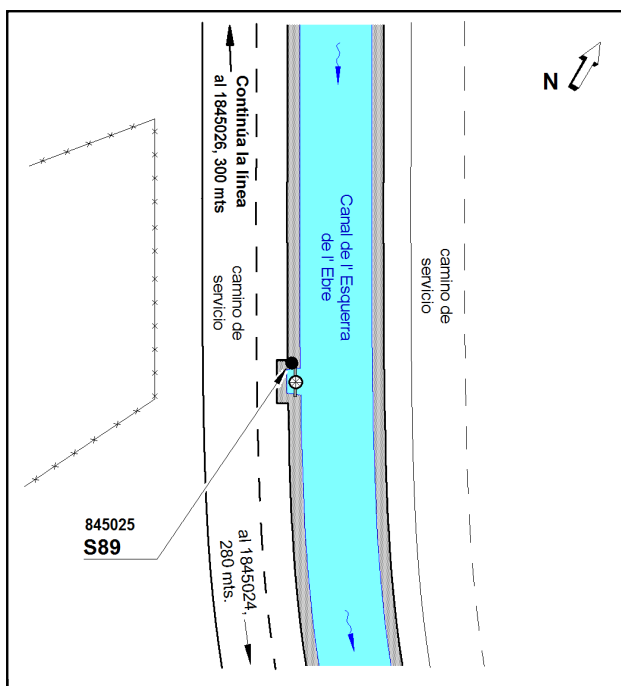 N
Continúa la línea
al 1845026, 300 mts
Canal de l' Esquerra
de l' Ebre
camino de
servicio
camino de
servicio
845025
S89
al 1845024,
280 mts.